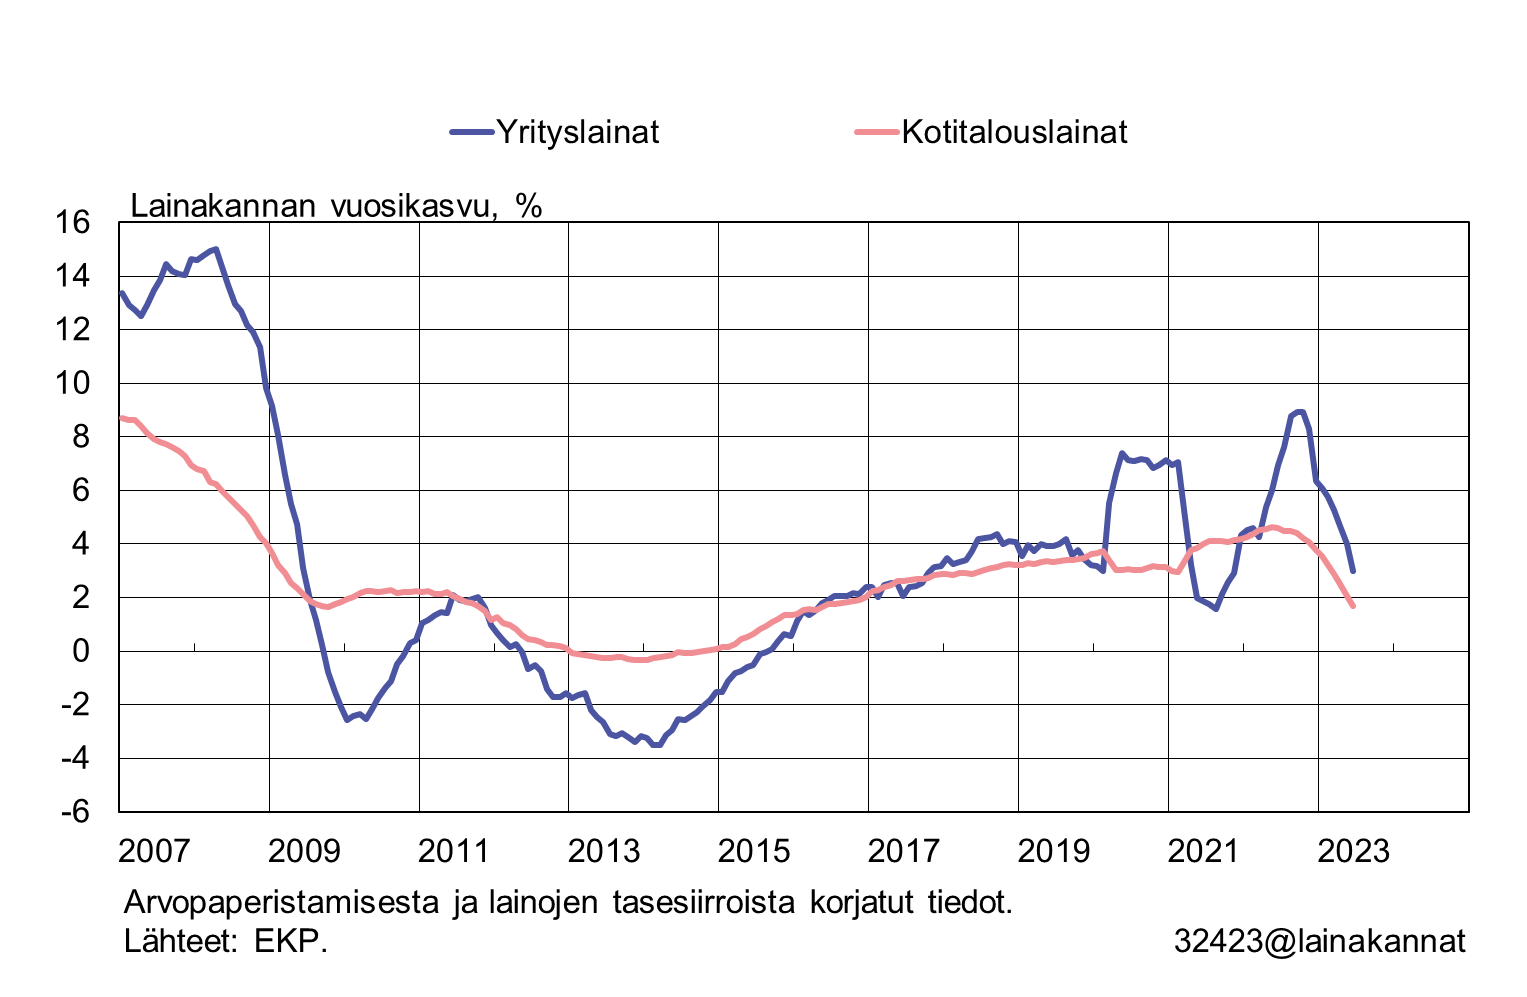 Yrityslainat Kotitalouslainat
Lainakannan vuosikasvu, %
16
14
12
10
8
6
4
2
0
-2
-4
-6
2007 2009 2011 2013 2015 2017 2019 2021 2023
Arvopaperistamisesta ja lainojen tasesiirroista korjatut tiedot.
Lähteet: EKP. 32423@lainakannat